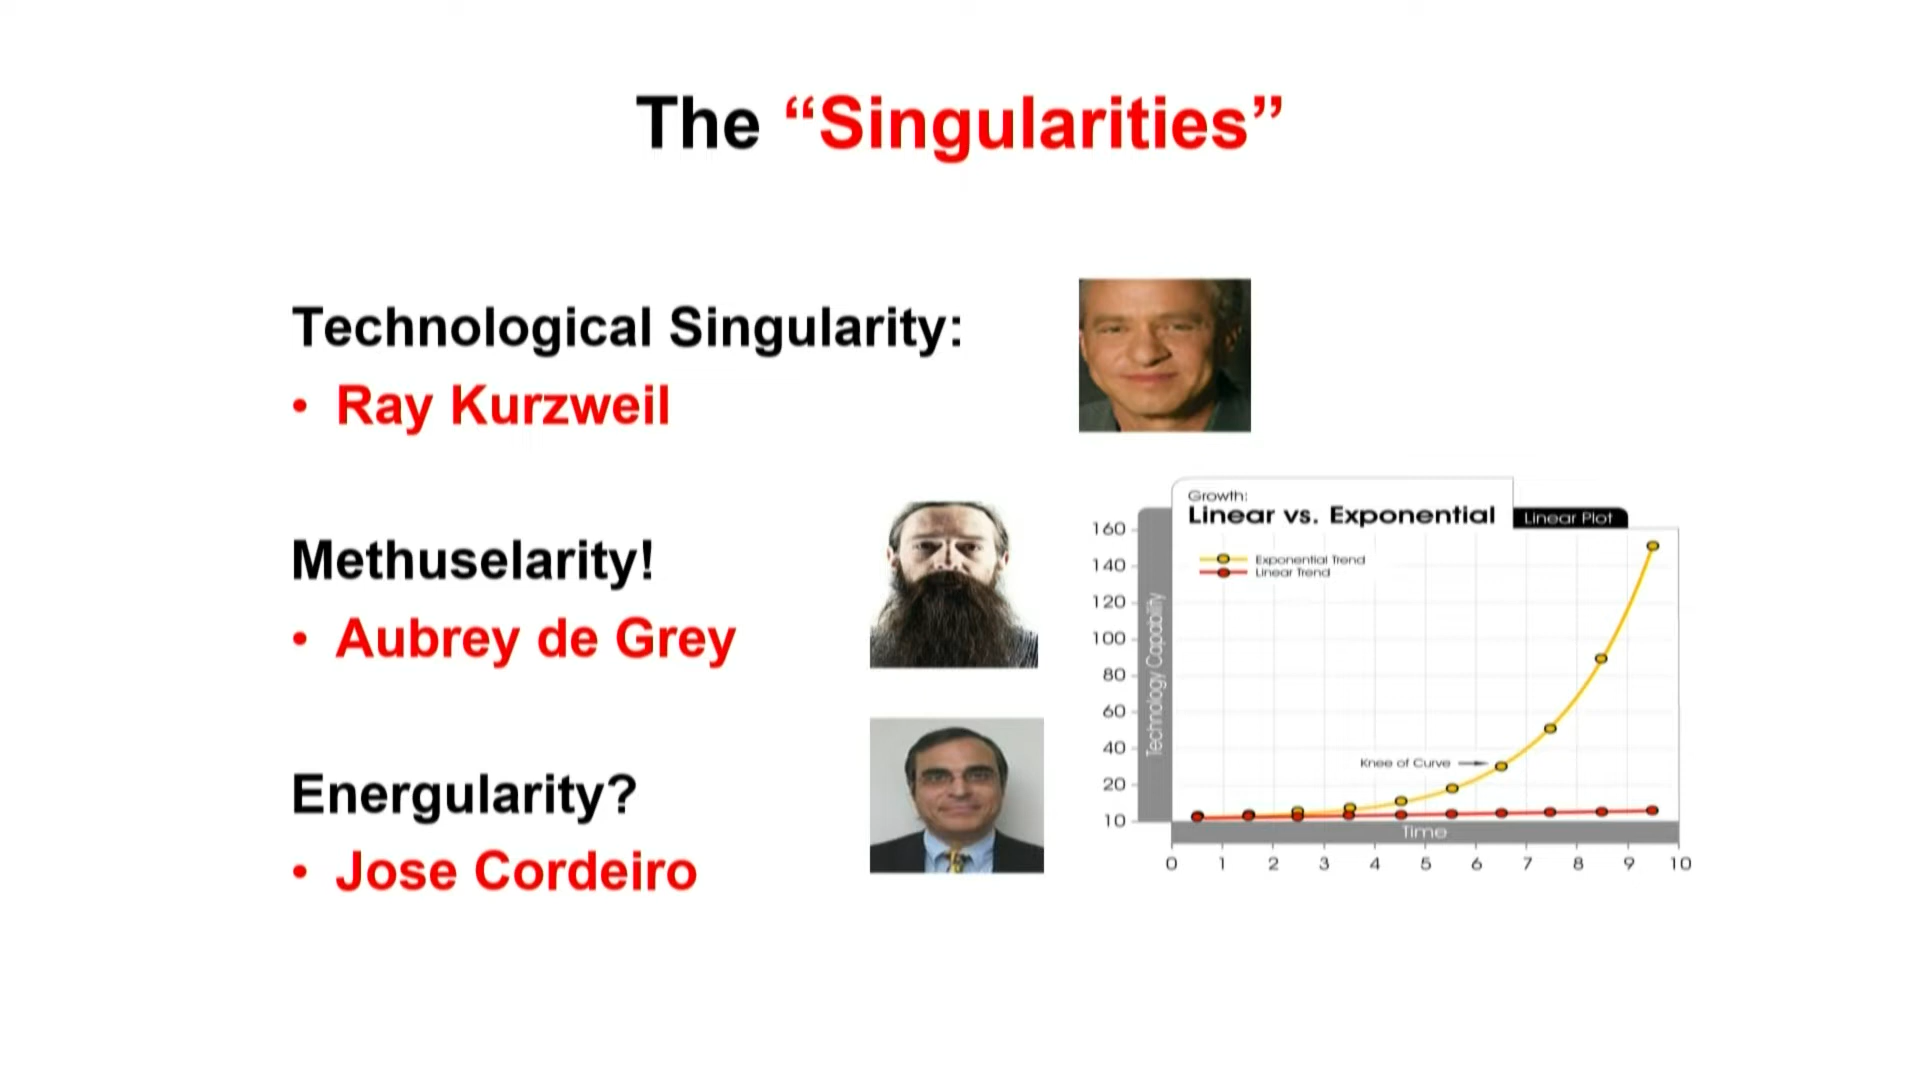 The “Singularities”
Technological Singularity:
• Ray Kurzweil
Methuselarity!
• Aubrey de Grey
Energularity?
• Jose Cordeiro
Growth:
Linear vs. Exponential
Linear Plot
Exponential Trend
Linear Trend
Technology Capability
160
140
120
100
80
60
40
20
10
Knee of Curve
Time
0 1 2 3 4 5 6 7 8 9 10